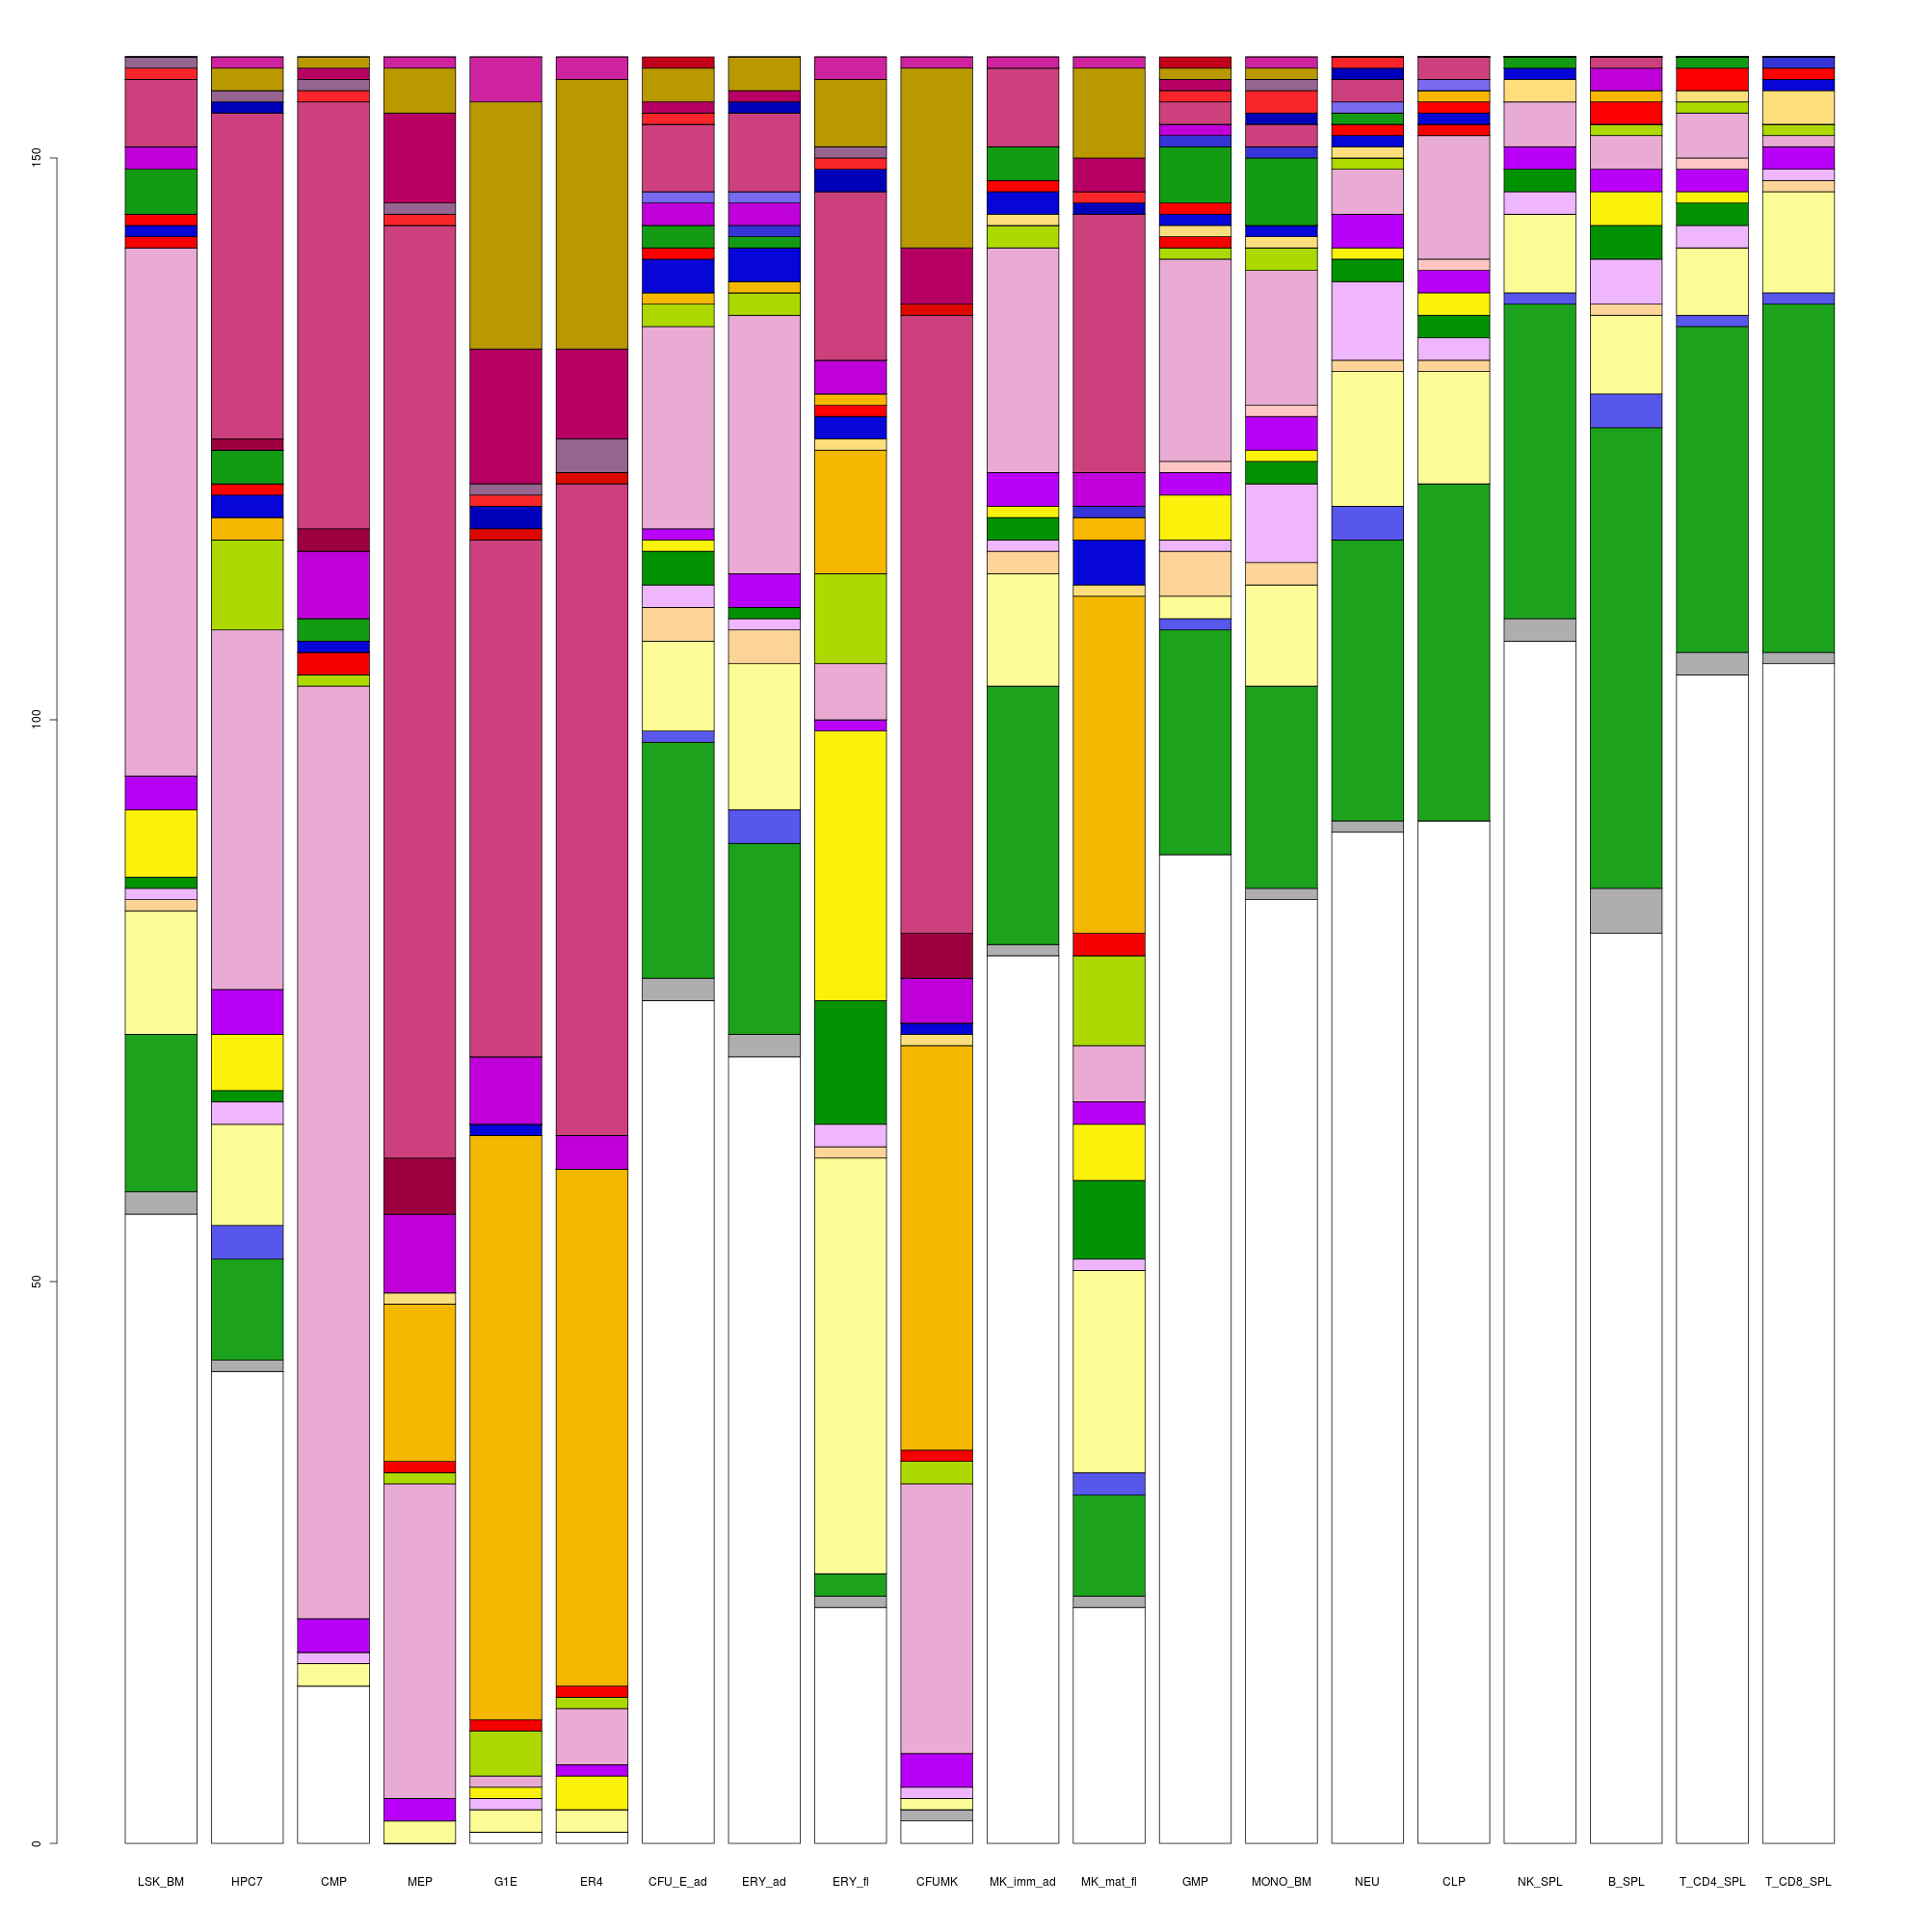 150
100
50
0
LSK_BM HPC7 CMP MEP G1E ER4 CFU_E_ad ERY_ad ERY_fl CFUMK MK_imm_ad MK_mat_fl GMP MONO_BM NEU CLP NK_SPL B_SPL T_CD4_SPL T_CD8_SPL